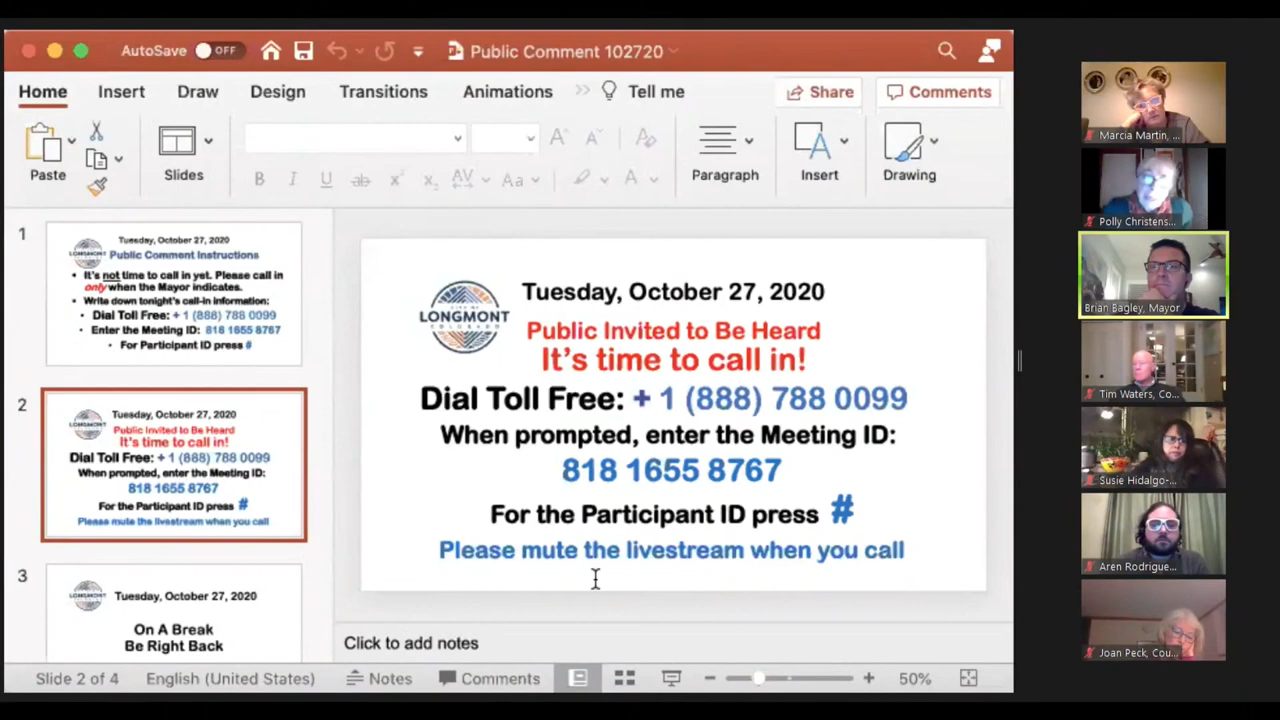 AutoSave OFF
Public Comment 102720
Home Insert Draw Design Transitions Animations Tell me Share Comments
Paste Slides Paragraph Insert Drawing
1
Tuesday, October 27, 2020
LONGMONT
Public Comment Instructions
• It's not time to call in yet. Please call in
only when the Mayor indicates.
• Write down tonight's call-in information:
• Dial Toll Free: + 1 (888) 788 0099
• Enter the Meeting ID: 818 1655 8767
• For Participant ID press #
2
Tuesday, October 27, 2020
LONGMONT
Public Invited to Be Heard
It's time to call in!
Dial Toll Free: + 1 (888) 788 0099
When prompted, enter the Meeting ID:
818 1655 8767
For the Participant ID press #
Please mute the livestream when you call
3
Tuesday, October 27, 2020
LONGMONT
On A Break
Be Right Back
Tuesday, October 27, 2020
LONGMONT
COLORADO
Public Invited to Be Heard
It's time to call in!
Dial Toll Free: + 1 (888) 788 0099
When prompted, enter the Meeting ID:
818 1655 8767
For the Participant ID press #
Please mute the livestream when you call
Click to add notes
Slide 2 of 4 English (United States) Notes Comments 50%
Marcia Martin, ...
Polly Christens...
Brian Bagley, Mayor
Tim Waters, Co...
Susie Hidalgo-...
Aren Rodrigue...
Joan Peck, Cou...